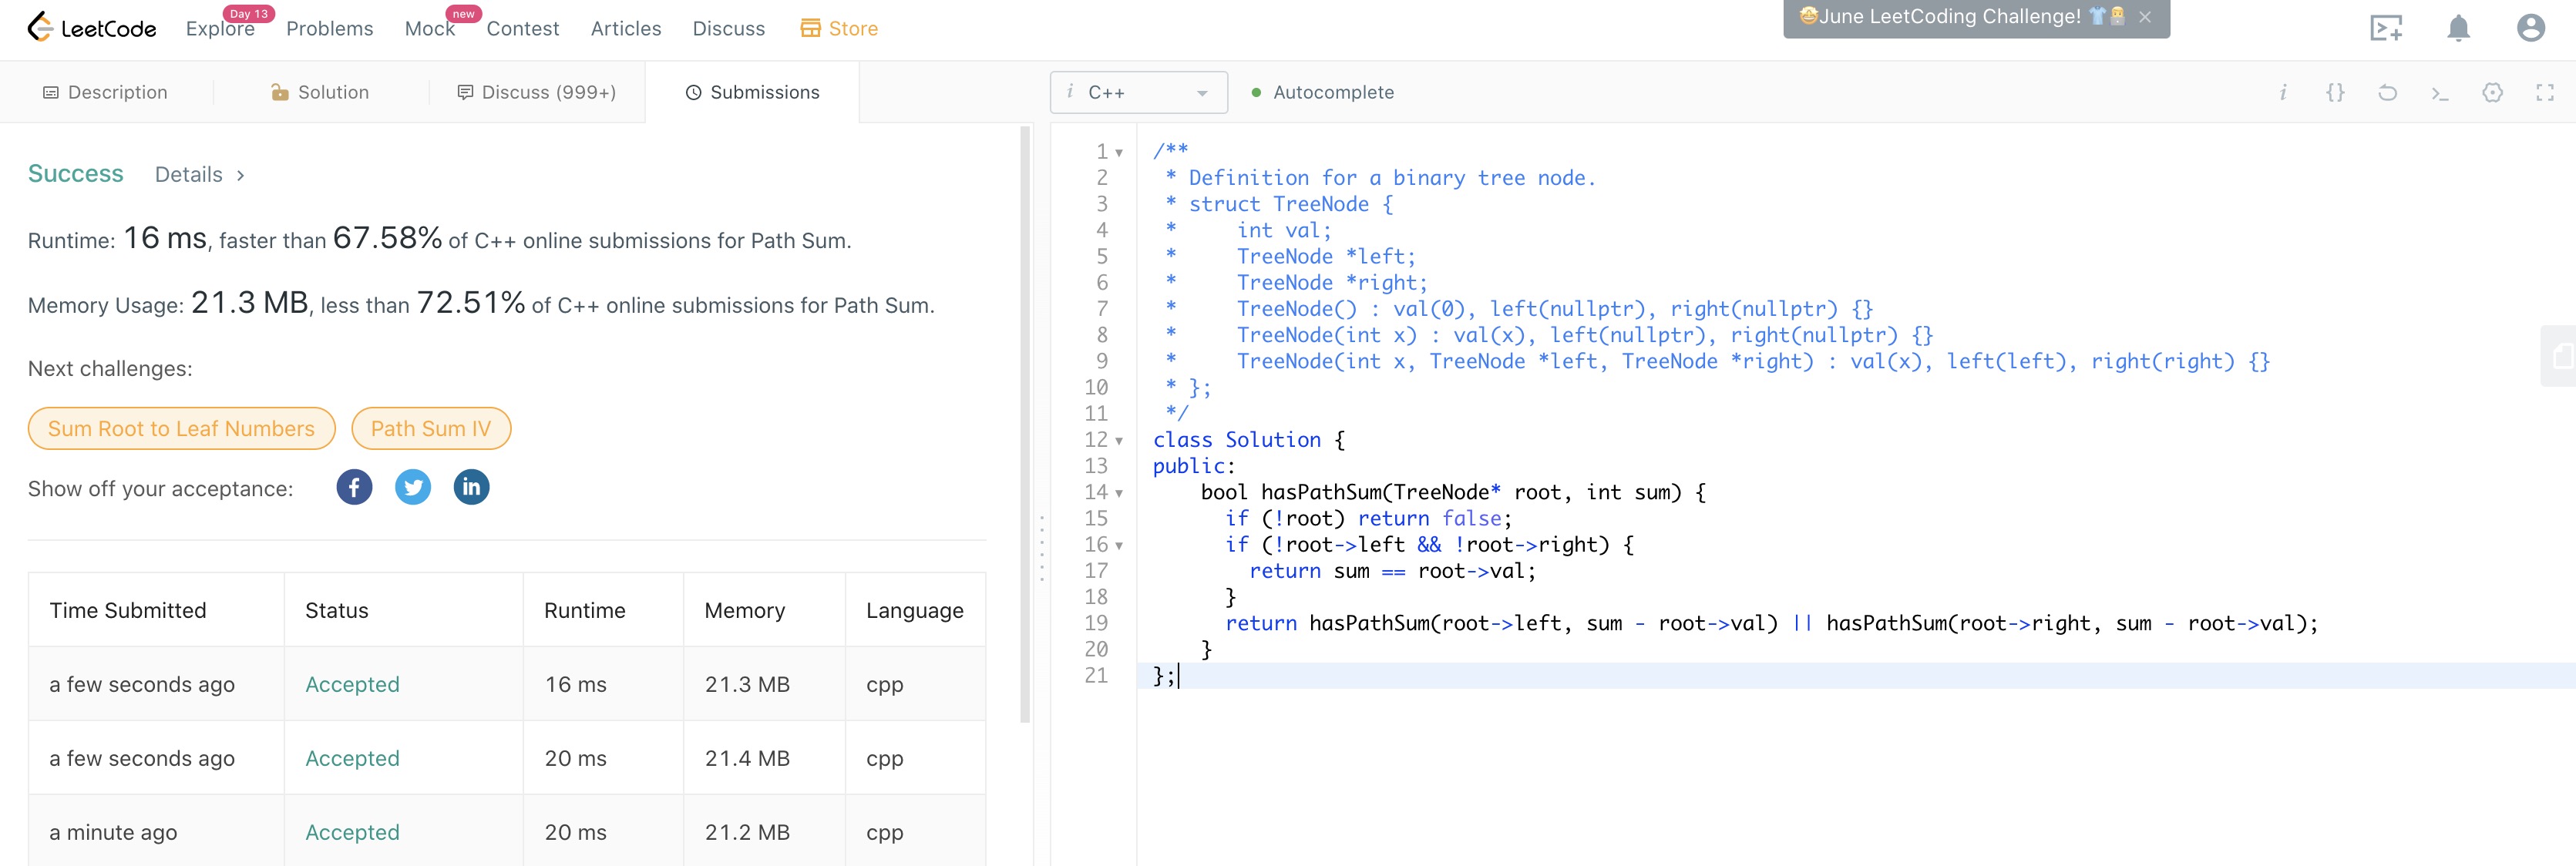 LeetCode Explore Day 13 Problems Mock new Contest Articles Discuss Store 🤩June LeetCoding Challenge! 👕👨‍💻 ×
Description Solution Discuss (999+) Submissions
i C++ Autocomplete
Success Details >
Runtime: 16 ms, faster than 67.58% of C++ online submissions for Path Sum.
Memory Usage: 21.3 MB, less than 72.51% of C++ online submissions for Path Sum.
Next challenges:
Sum Root to Leaf Numbers Path Sum IV
Show off your acceptance:
Time Submitted Status Runtime Memory Language
a few seconds ago Accepted 16 ms 21.3 MB cpp
a few seconds ago Accepted 20 ms 21.4 MB cpp
a minute ago Accepted 20 ms 21.2 MB cpp
1 /**
2  * Definition for a binary tree node.
3  * struct TreeNode {
4  *     int val;
5  *     TreeNode *left;
6  *     TreeNode *right;
7  *     TreeNode() : val(0), left(nullptr), right(nullptr) {}
8  *     TreeNode(int x) : val(x), left(nullptr), right(nullptr) {}
9  *     TreeNode(int x, TreeNode *left, TreeNode *right) : val(x), left(left), right(right) {}
10  * };
11  */
12 class Solution {
13 public:
14     bool hasPathSum(TreeNode* root, int sum) {
15       if (!root) return false;
16       if (!root->left && !root->right) {
17         return sum == root->val;
18       }
19       return hasPathSum(root->left, sum - root->val) || hasPathSum(root->right, sum - root->val);
20     }
21 };